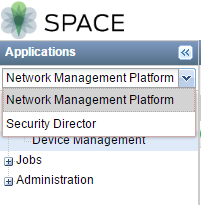 SPACE
Applications
Network Management Platform
Network Management Platform
Security Director
Device Management
Jobs
Administration